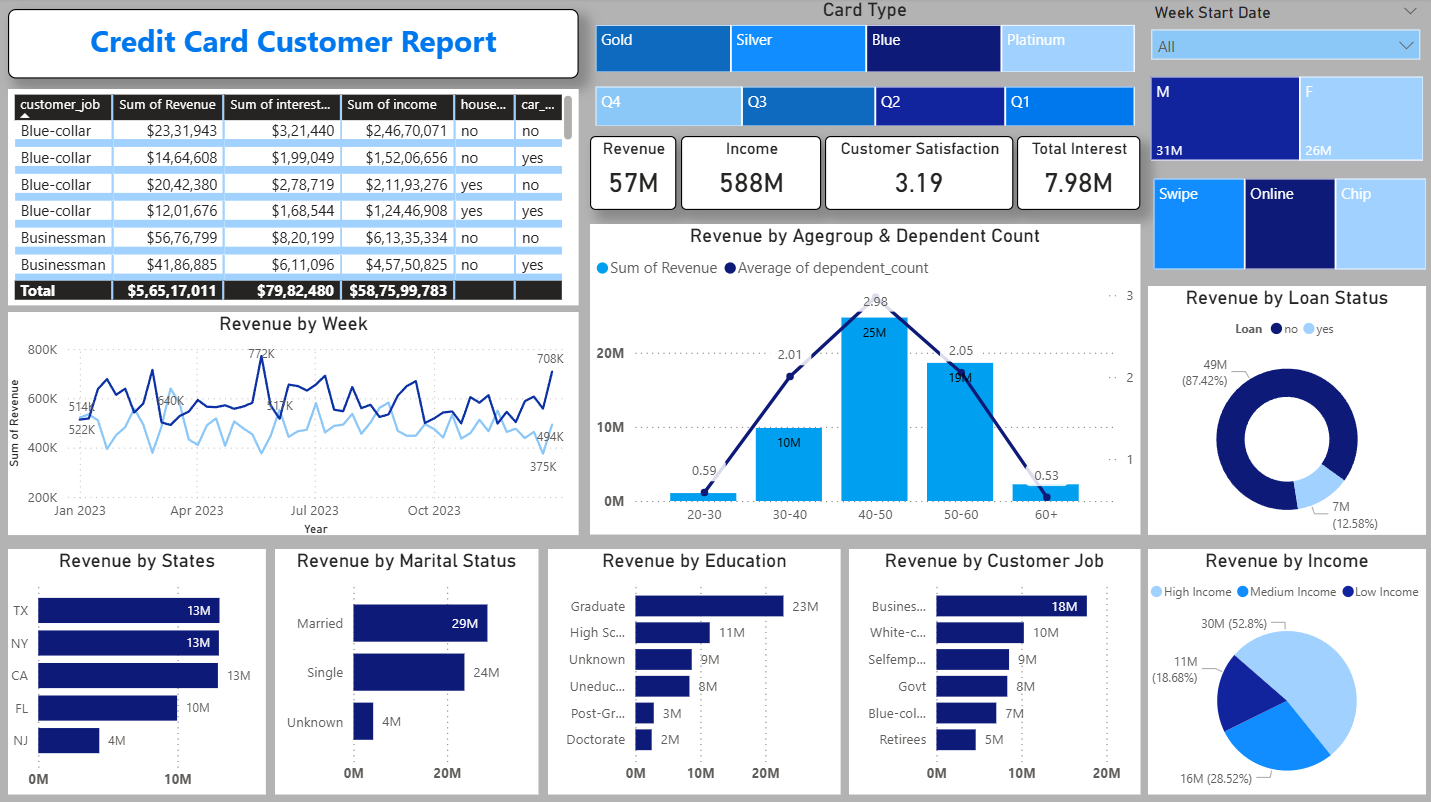 Credit Card Customer Report
customer_job Sum of Revenue Sum of interest... Sum of income house... car_...
Blue-collar $23,31,943 $3,21,440 $2,46,70,071 no no
Blue-collar $14,64,608 $1,99,049 $1,52,06,656 no yes
Blue-collar $20,42,380 $2,78,719 $2,11,93,276 yes no
Blue-collar $12,01,676 $1,68,544 $1,24,46,908 yes yes
Businessman $56,76,799 $8,20,199 $6,13,35,334 no no
Businessman $41,86,885 $6,11,096 $4,57,50,825 no yes
Total $5,65,17,011 $79,82,480 $58,75,99,783
Card Type
Gold Silver Blue Platinum
Q4 Q3 Q2 Q1
Revenue Income Customer Satisfaction Total Interest
57M 588M 3.19 7.98M
Week Start Date
All
M F
31M 26M
Swipe Online Chip
Revenue by Week
Sum of Revenue
800K
600K
400K
200K
514K
522K
640K
772K
517K
708K
494K
375K
Jan 2023 Apr 2023 Jul 2023 Oct 2023
Year
Revenue by Agegroup & Dependent Count
Sum of Revenue Average of dependent_count
20M
10M
0M
3
2
1
0.59 2.01 2.98 2.05 0.53
10M 25M 19M
20-30 30-40 40-50 50-60 60+
Revenue by Loan Status
Loan no yes
49M
(87.42%)
7M
(12.58%)
Revenue by States
TX 13M
NY 13M
CA 13M
FL 10M
NJ 4M
0M 10M
Revenue by Marital Status
Married 29M
Single 24M
Unknown 4M
0M 20M
Revenue by Education
Graduate 23M
High Sc... 11M
Unknown 9M
Uneduc... 8M
Post-Gr... 3M
Doctorate 2M
0M 10M 20M
Revenue by Customer Job
Busines... 18M
White-c... 10M
Selfemp... 9M
Govt 8M
Blue-col... 7M
Retirees 5M
0M 10M 20M
Revenue by Income
High Income Medium Income Low Income
30M (52.8%)
11M
(18.68%)
16M (28.52%)